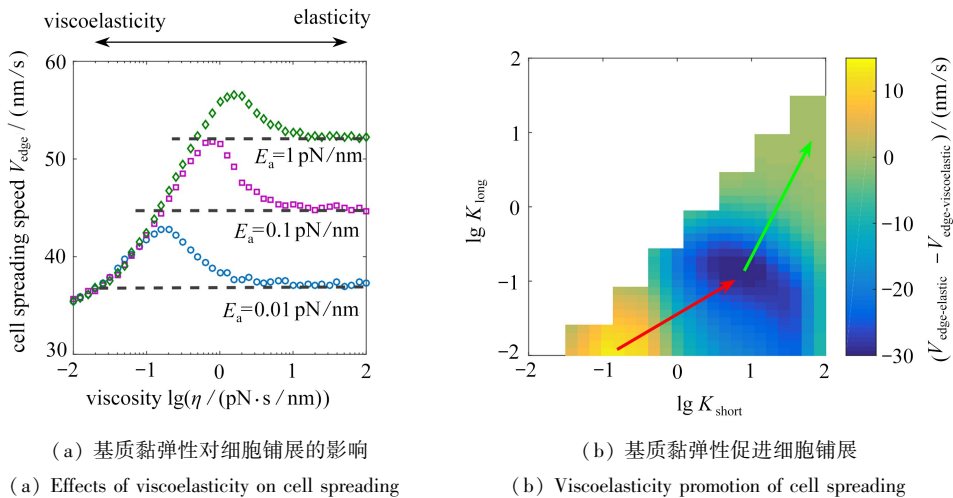 viscoelasticity elasticity
cell spreading speed V_edge / (nm/s)
60
50
40
30
E_a=1 pN/nm
E_a=0.1 pN/nm
E_a=0.01 pN/nm
−2 −1 0 1 2
viscosity lg(η/(pN·s/nm))
(a) 基质黏弹性对细胞铺展的影响
(a) Effects of viscoelasticity on cell spreading
lg K_long
2
1
0
−1
−2
−2 −1 0 1 2
lg K_short
10
0
−10
−20
−30
(V_edge-elastic − V_edge-viscoelastic) / (nm/s)
(b) 基质黏弹性促进细胞铺展
(b) Viscoelasticity promotion of cell spreading